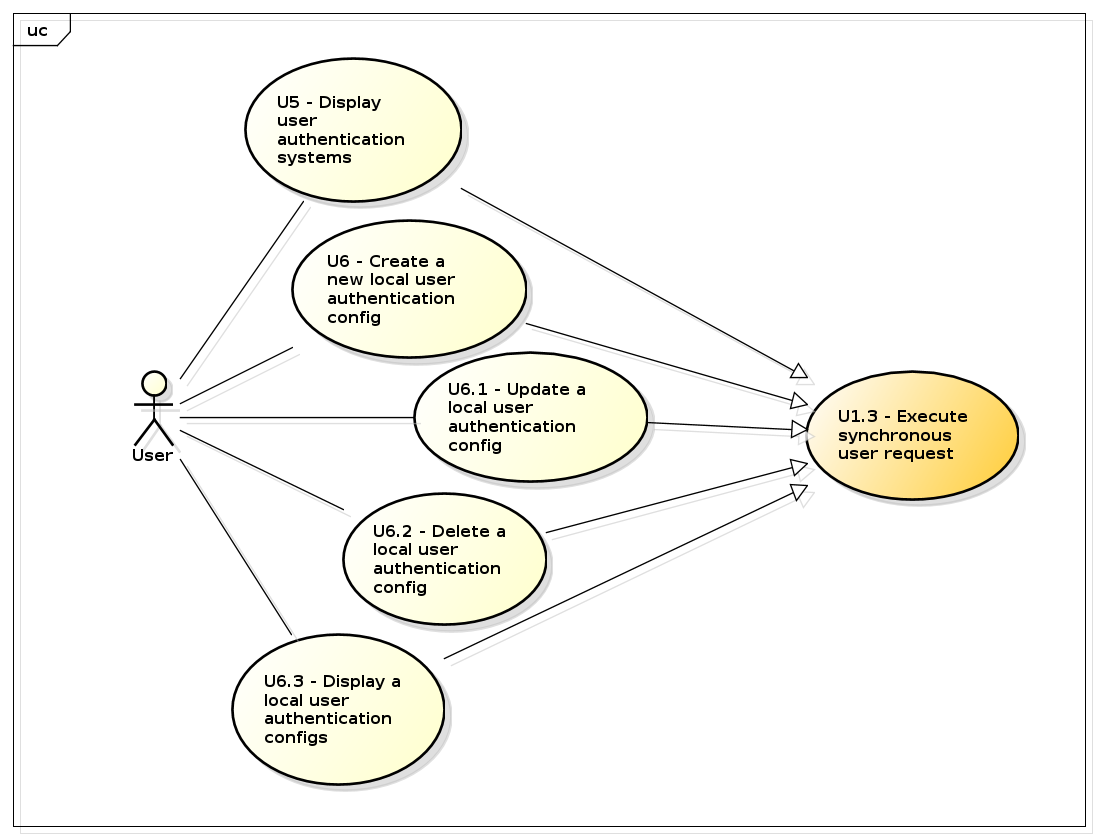 uc
U5 - Display
user
authentication
systems
U6 - Create a
new local user
authentication
config
U6.1 - Update a
local user
authentication
config
U1.3 - Execute
synchronous
user request
User
U6.2 - Delete a
local user
authentication
config
U6.3 - Display a
local user
authentication
configs